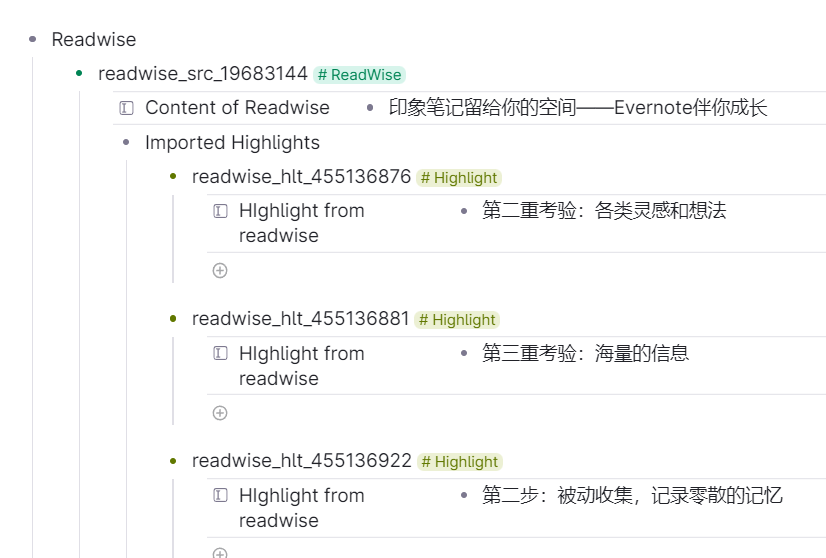 Readwise
readwise_src_19683144 # ReadWise
Content of Readwise 印象笔记留给你的空间——Evernote伴你成长
Imported Highlights
readwise_hlt_455136876 # Highlight
HIghlight from 第二重考验：各类灵感和想法
readwise
readwise_hlt_455136881 # Highlight
HIghlight from 第三重考验：海量的信息
readwise
readwise_hlt_455136922 # Highlight
HIghlight from 第二步：被动收集，记录零散的记忆
readwise